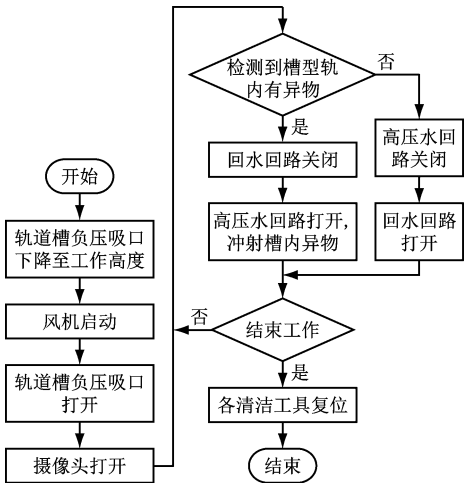 开始
轨道槽负压吸口
下降至工作高度
风机启动
轨道槽负压吸口
打开
摄像头打开
检测到槽型轨
内有异物
是
否
回水回路关闭
高压水回路打开,
冲射槽内异物
高压水回
路关闭
回水回路
打开
结束工作
否
是
各清洁工具复位
结束